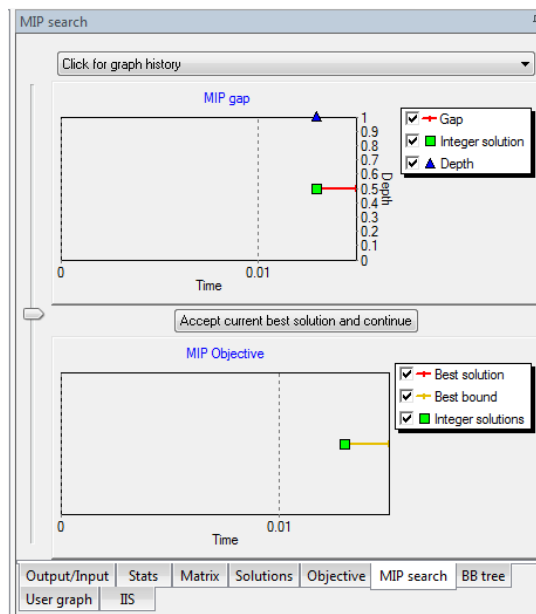 MIP search
Click for graph history
MIP gap
Gap
Integer solution
Depth
1
0.9
0.8
0.7
0.6
0.5
0.4
0.3
0.2
0.1
0
Depth
0
0.01
Time
Accept current best solution and continue
MIP Objective
Best solution
Best bound
Integer solutions
0
0.01
Time
Output/Input Stats Matrix Solutions Objective MIP search BB tree
User graph IIS